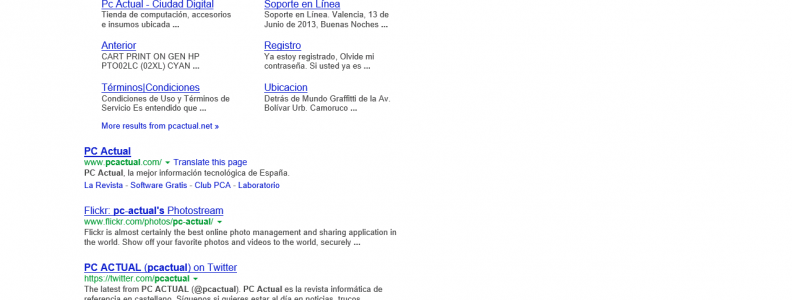 Pc Actual - Ciudad Digital
Tienda de computación, accesorios
e insumos ubicada ...
Soporte en Línea
Soporte en Línea. Valencia, 13 de
Junio de 2013, Buenas Noches ...
Anterior
CART PRINT ON GEN HP
PTO02LC (02XL) CYAN ...
Registro
Ya estoy registrado, Olvide mi
contraseña. Si usted ya es ...
Términos|Condiciones
Condiciones de Uso y Términos de
Servicio Es entendido que ...
Ubicacion
Detrás de Mundo Graffitti de la Av.
Bolívar Urb. Camoruco ...
More results from pcactual.net »
PC Actual
www.pcactual.com/ Translate this page
PC Actual, la mejor información tecnológica de España.
La Revista - Software Gratis - Club PCA - Laboratorio
Flickr: pc-actual's Photostream
www.flickr.com/photos/pc-actual/
Flickr is almost certainly the best online photo management and sharing application in
the world. Show off your favorite photos and videos to the world, securely ...
PC ACTUAL (pcactual) on Twitter
https://twitter.com/pcactual
The latest from PC ACTUAL (@pcactual). PC Actual es la revista informática de
referencia en castellano. Síguenos si quieres estar al día en noticias, trucos,